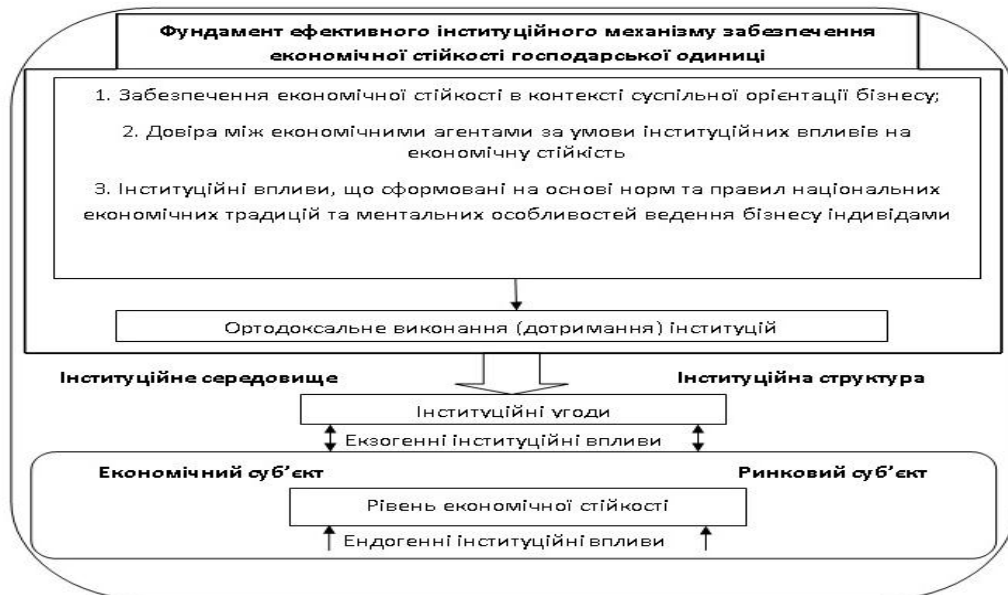 Фундамент ефективного інституційного механізму забезпечення
економічної стійкості господарської одиниці
1. Забезпечення економічної стійкості в контексті суспільної орієнтації бізнесу;
2. Довіра між економічними агентами за умови інституційних впливів на
економічну стійкість
3. Інституційні впливи, що сформовані на основі норм та правил національних
економічних традицій та ментальних особливостей ведення бізнесу індивідами
Ортодоксальне виконання (дотримання) інституцій
Інституційне середовище Інституційна структура
Інституційні угоди
Екзогенні інституційні впливи
Економічний суб’єкт Ринковий суб’єкт
Рівень економічної стійкості
Ендогенні інституційні впливи